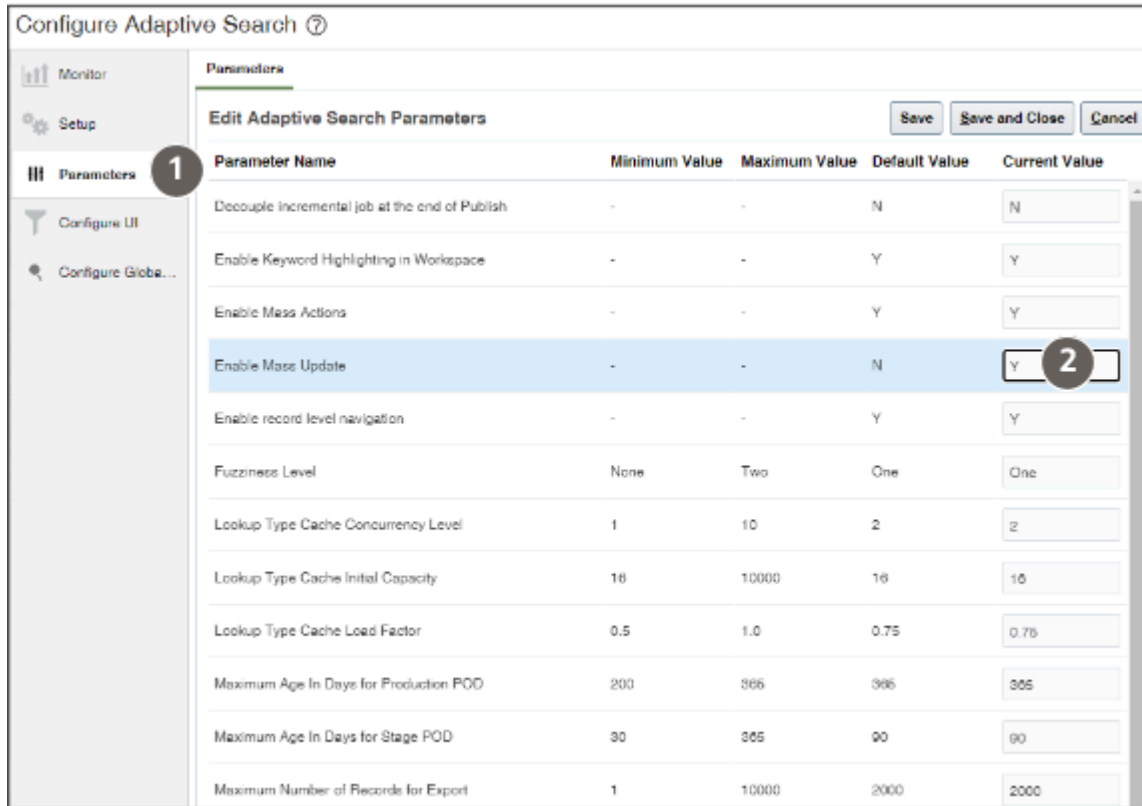 Configure Adaptive Search ?
Monitor
Setup
Parameters
1
Configure UI
Configure Globa...
Parameters
Edit Adaptive Search Parameters
Save
Save and Close
Cancel
Parameter Name Minimum Value Maximum Value Default Value Current Value
Decouple incremental job at the end of Publish - - N N
Enable Keyword Highlighting in Workspace - - Y Y
Enable Mass Actions - - Y Y
Enable Mass Update - - N Y 2
Enable record level navigation - - Y Y
Fuzziness Level None Two One One
Lookup Type Cache Concurrency Level 1 10 2 2
Lookup Type Cache Initial Capacity 16 10000 16 16
Lookup Type Cache Load Factor 0.5 1.0 0.75 0.75
Maximum Age In Days for Production POD 200 365 365 365
Maximum Age In Days for Stage POD 30 365 90 90
Maximum Number of Records for Export 1 10000 2000 2000